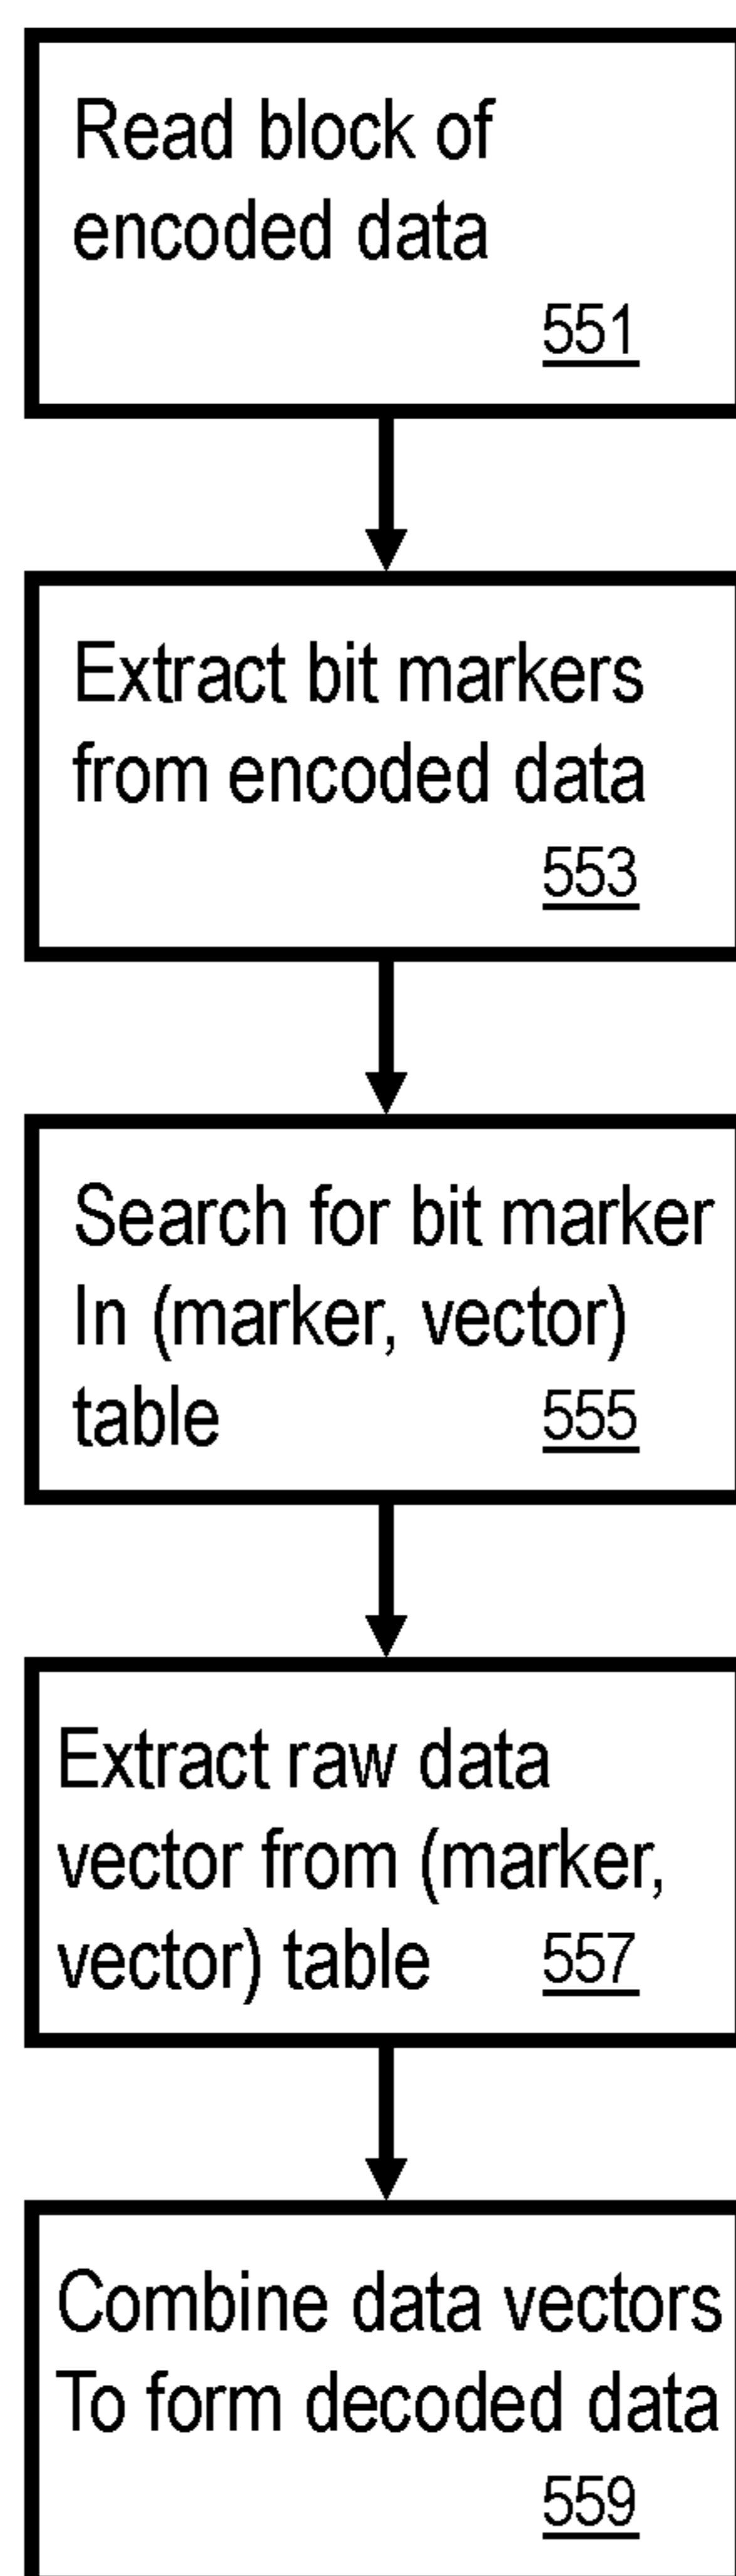 Read block of
encoded data
551
Extract bit markers
from encoded data
553
Search for bit marker
In (marker, vector)
table 555
Extract raw data
vector from (marker,
vector) table 557
Combine data vectors
To form decoded data
559